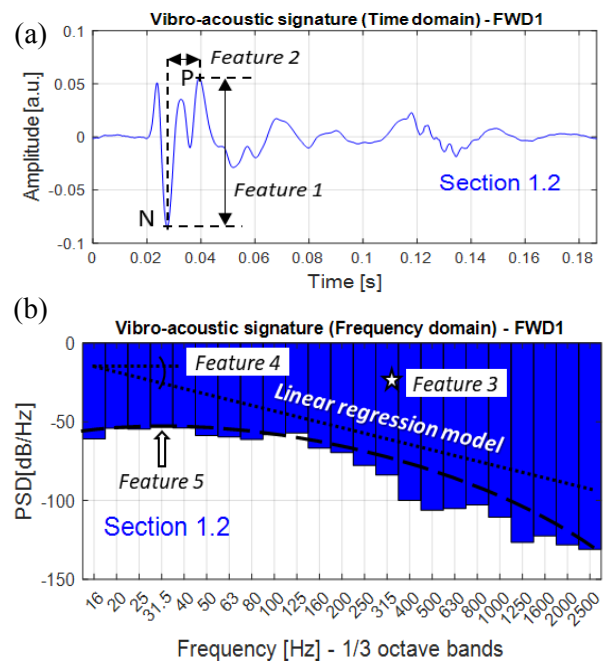 (a)
Vibro-acoustic signature (Time domain) - FWD1
Amplitude [a.u.]
0.1
0.05
0
-0.05
-0.1
P
Feature 2
Feature 1
N
Section 1.2
0 0.02 0.04 0.06 0.08 0.1 0.12 0.14 0.16 0.18
Time [s]
(b)
Vibro-acoustic signature (Frequency domain) - FWD1
PSD[dB/Hz]
0
-50
-100
-150
Feature 4
Feature 3
Linear regression model
Feature 5
Section 1.2
16 20 25 31.5 40 50 63 80 100 125 160 200 250 315 400 500 630 800 1000 1250 1600 2000 2500
Frequency [Hz] - 1/3 octave bands